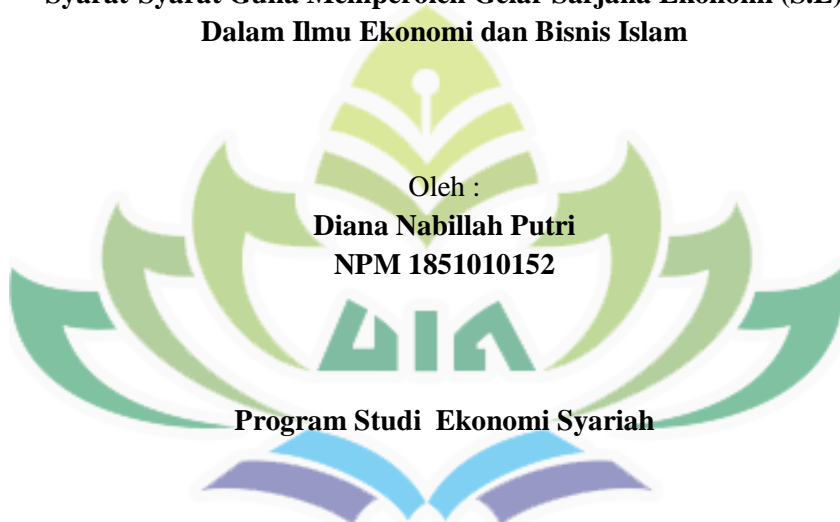 Syarat-Syarat Guna Memperoleh Gelar Sarjana Ekonomi (S.E)
Dalam Ilmu Ekonomi dan Bisnis Islam
Oleh :
Diana Nabillah Putri
NPM 1851010152
UIN
Program Studi Ekonomi Syariah